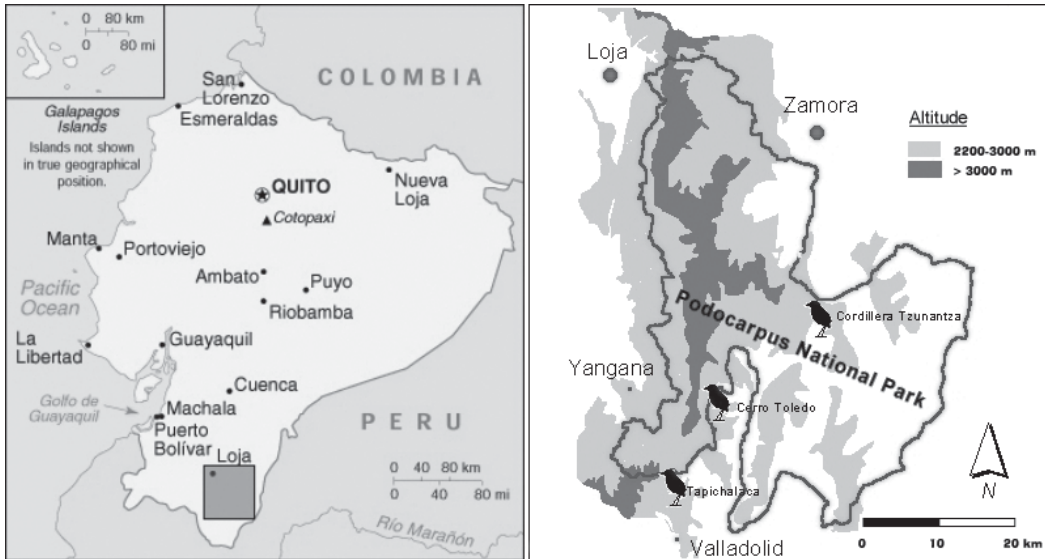 0 80 km
0 80 mi
Galapagos
Islands
Islands not shown
in true geographical
position.
COLOMBIA
San
Lorenzo
Esmeraldas
QUITO
Cotopaxi
Nueva
Loja
Manta
Portoviejo
Ambato
Puyo
Riobamba
Pacific
Ocean
La
Libertad
Guayaquil
Cuenca
Golfo de
Guayaquil
Machala
Puerto
Bolívar
Loja
PERU
0 40 80 km
0 40 80 mi
Río Marañón
Loja
Zamora
Altitude
2200-3000 m
> 3000 m
Podocarpus National Park
Cordillera Tzunantza
Yangana
Cerro Toledo
Tapichalaca
Valladolid
N
0 10 20 km